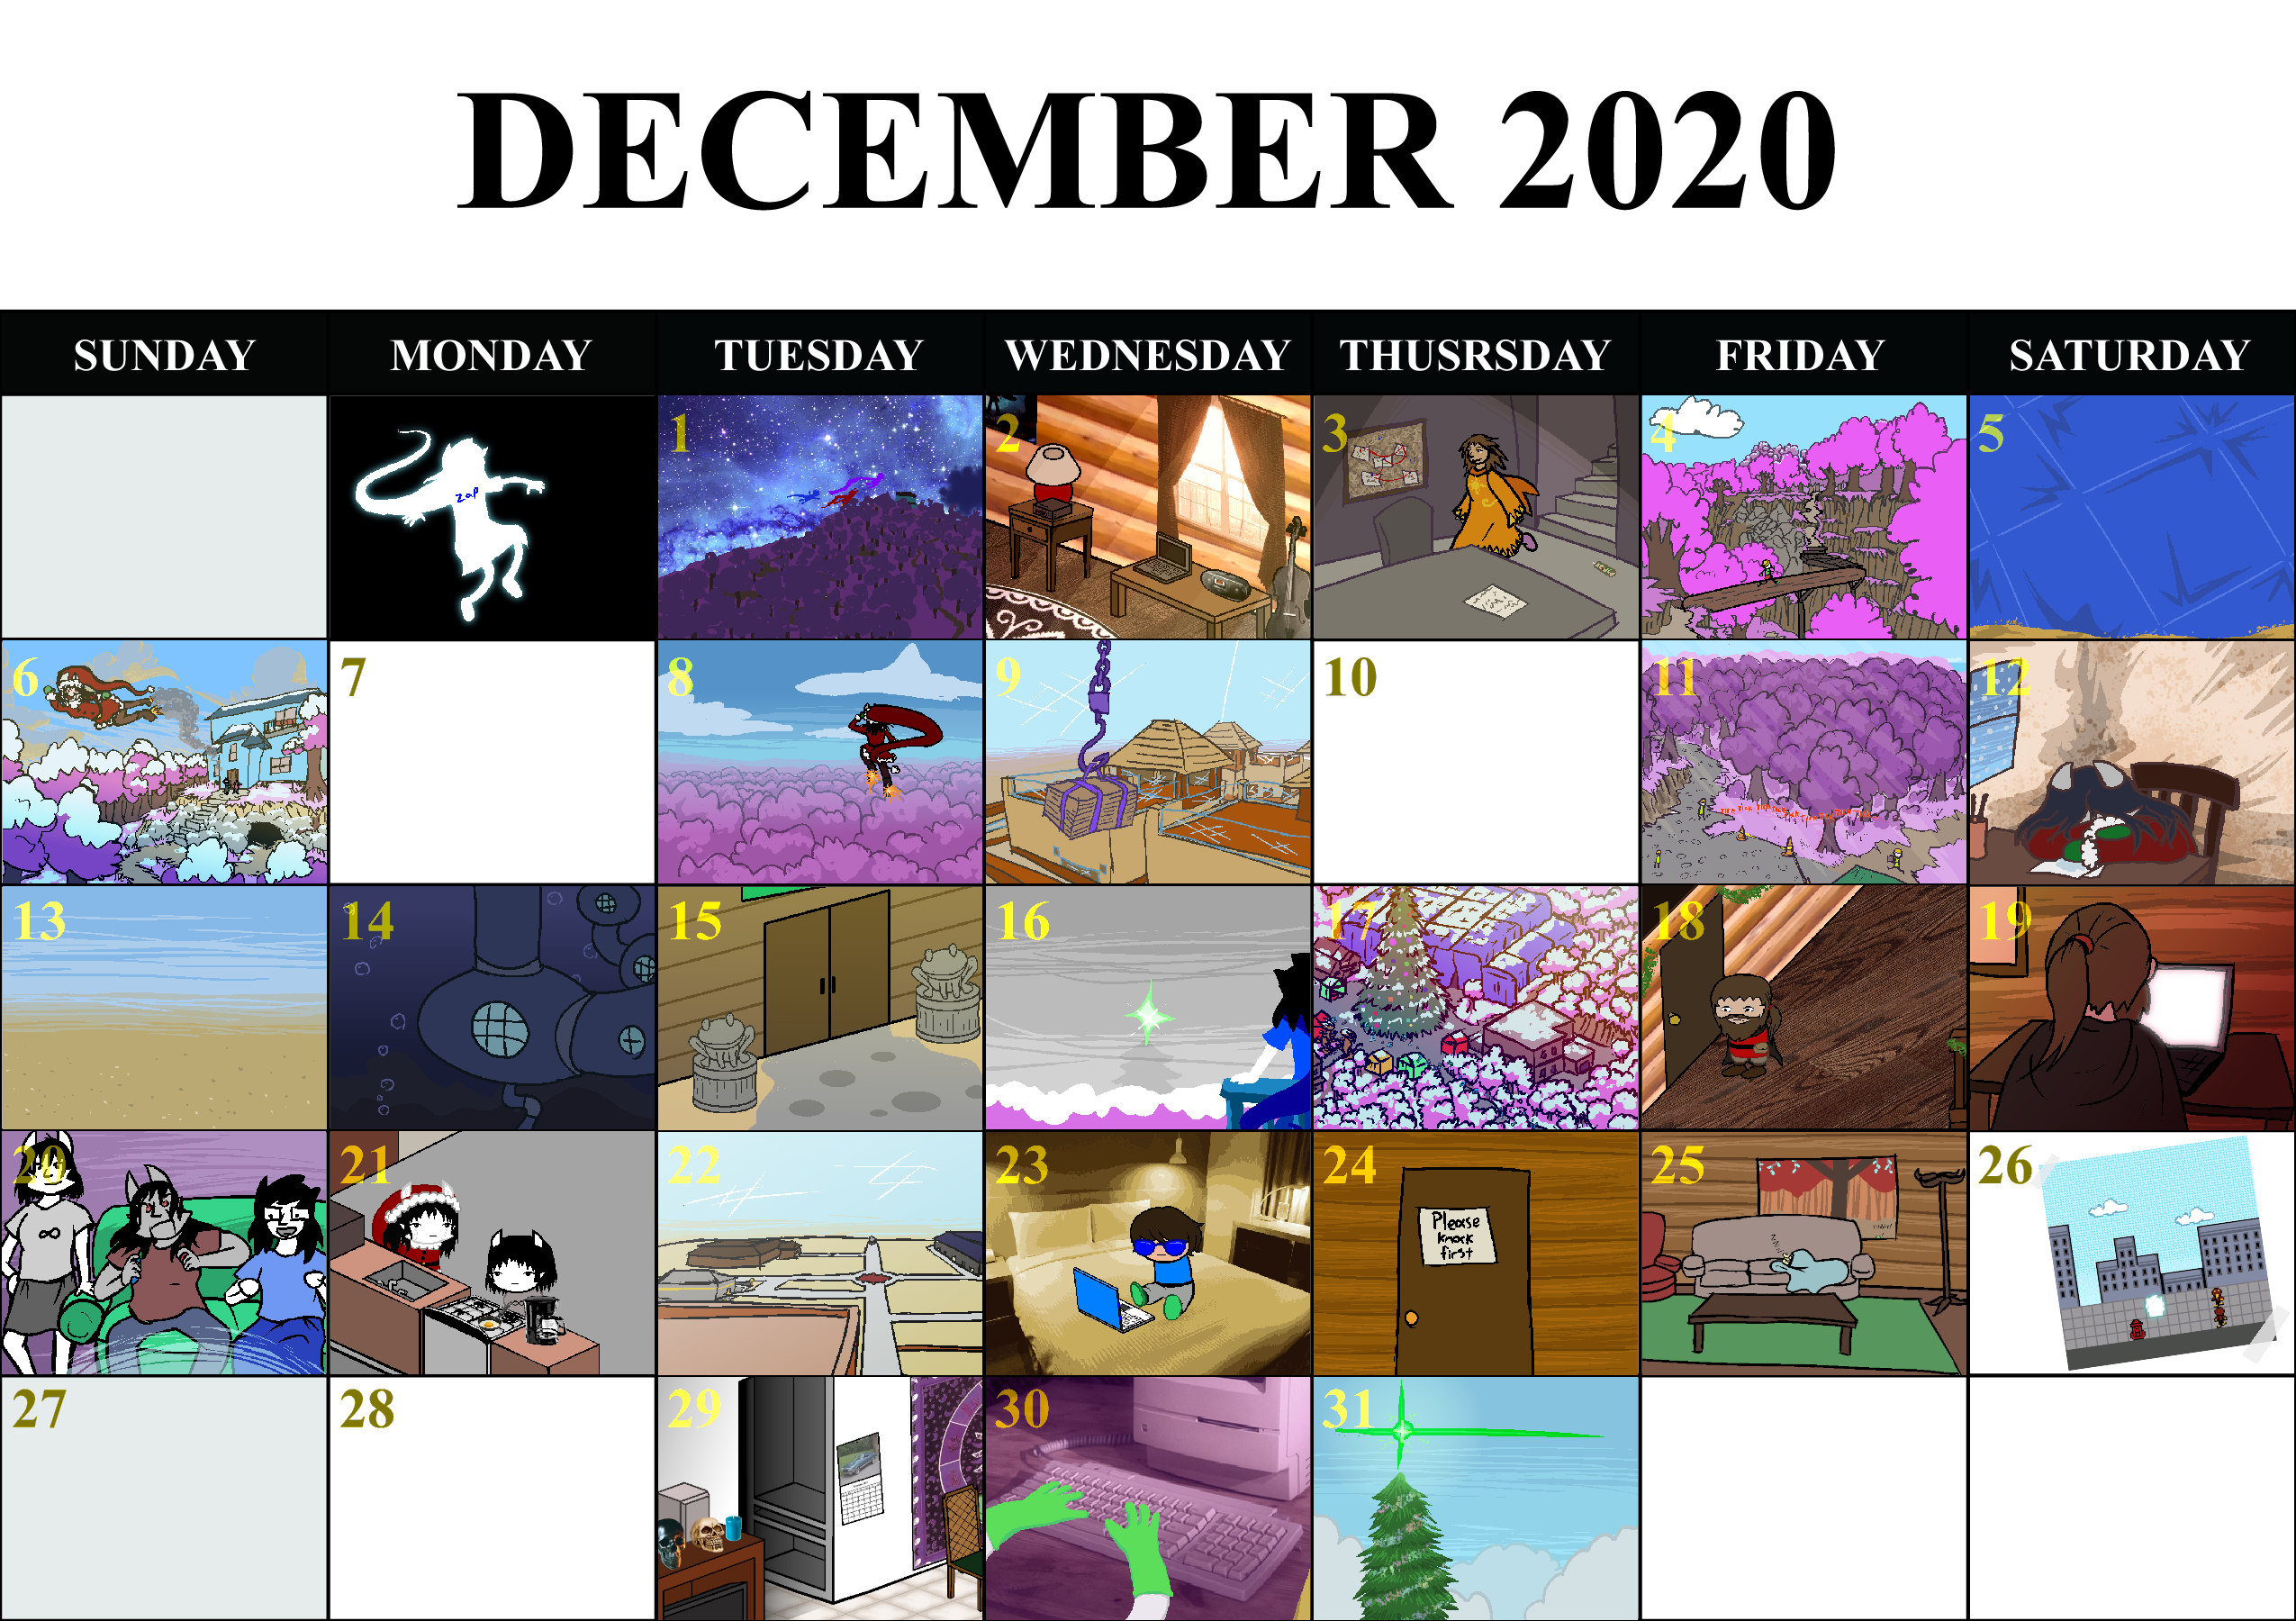 DECEMBER 2020
SUNDAY MONDAY TUESDAY WEDNESDAY THUSRSDAY FRIDAY SATURDAY
zap
1 2 3 4 5
6 7 8 9 10 11 12
13 14 15 16 17 18 19
20 21 22 23 24 25 26
Please
knock
first
27 28 29 30 31